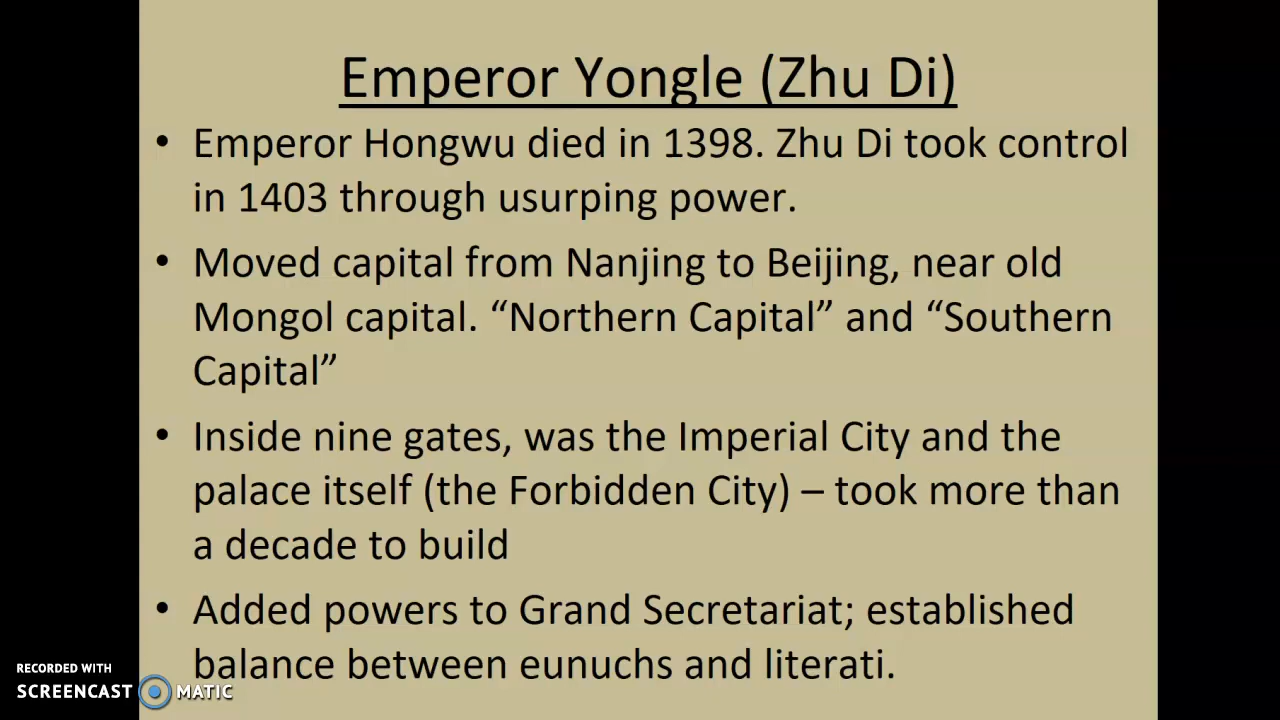 Emperor Yongle (Zhu Di)
• Emperor Hongwu died in 1398. Zhu Di took control
in 1403 through usurping power.
• Moved capital from Nanjing to Beijing, near old
Mongol capital. “Northern Capital” and “Southern
Capital”
• Inside nine gates, was the Imperial City and the
palace itself (the Forbidden City) – took more than
a decade to build
• Added powers to Grand Secretariat; established
balance between eunuchs and literati.
RECORDED WITH
SCREENCAST MATIC